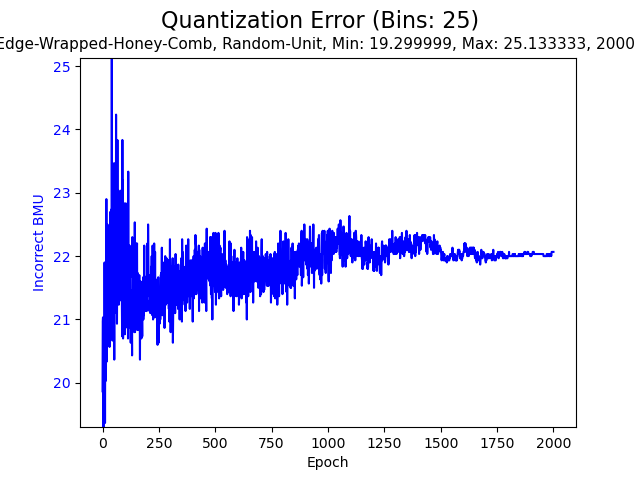 Quantization Error (Bins: 25)
Edge-Wrapped-Honey-Comb, Random-Unit, Min: 19.299999, Max: 25.133333, 2000
25
24
23
22
21
20
Incorrect BMU
0 250 500 750 1000 1250 1500 1750 2000
Epoch